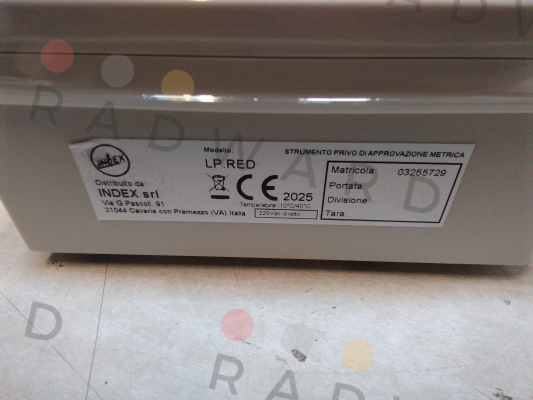 INDEX
Distribuito da:
INDEX srl
Via G.Pascoli, 91
21044 Cavaria con Premezzo (VA) Italia
Modello:
LP.RED
CE 2025
Temperatura -10°C/40°C
220Vac diretto
STRUMENTO PRIVO DI APPROVAZIONE METRICA
Matricola 03255729
Portata
Divisione
Tara
RADWARD
D
RADWARD